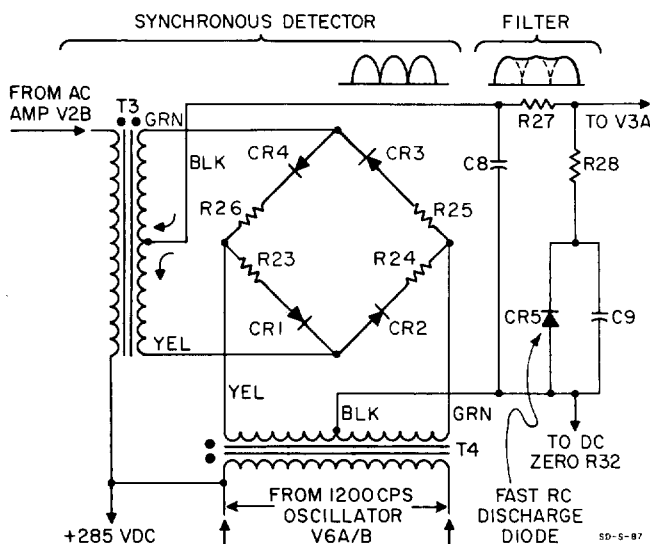 SYNCHRONOUS DETECTOR
FILTER
FROM AC
AMP V2B
T3
GRN
BLK
CR4
CR3
R26
R25
R23
R24
CR1
CR2
YEL
R27
TO V3A
C8
R28
CR5
C9
YEL
BLK
GRN
T4
TO DC
ZERO R32
FROM 1200 CPS
OSCILLATOR
V6A/B
+285 VDC
FAST RC
DISCHARGE
DIODE
SD-S-87